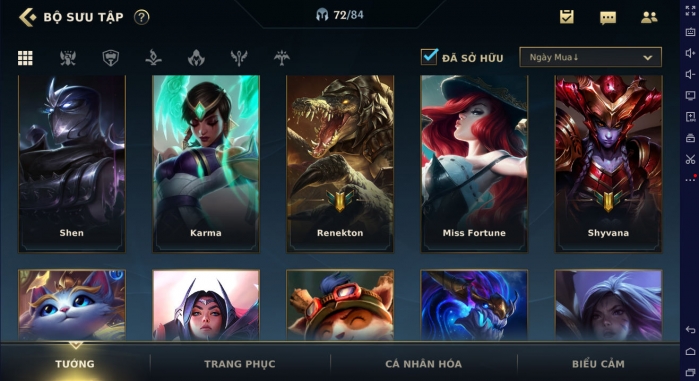 BỘ SƯU TẬP ?
72/84
ĐÃ SỞ HỮU
Ngày Mua↓
Shen
Karma
Renekton
Miss Fortune
Shyvana
TƯỚNG
TRANG PHỤC
CÁ NHÂN HÓA
BIỂU CẢM